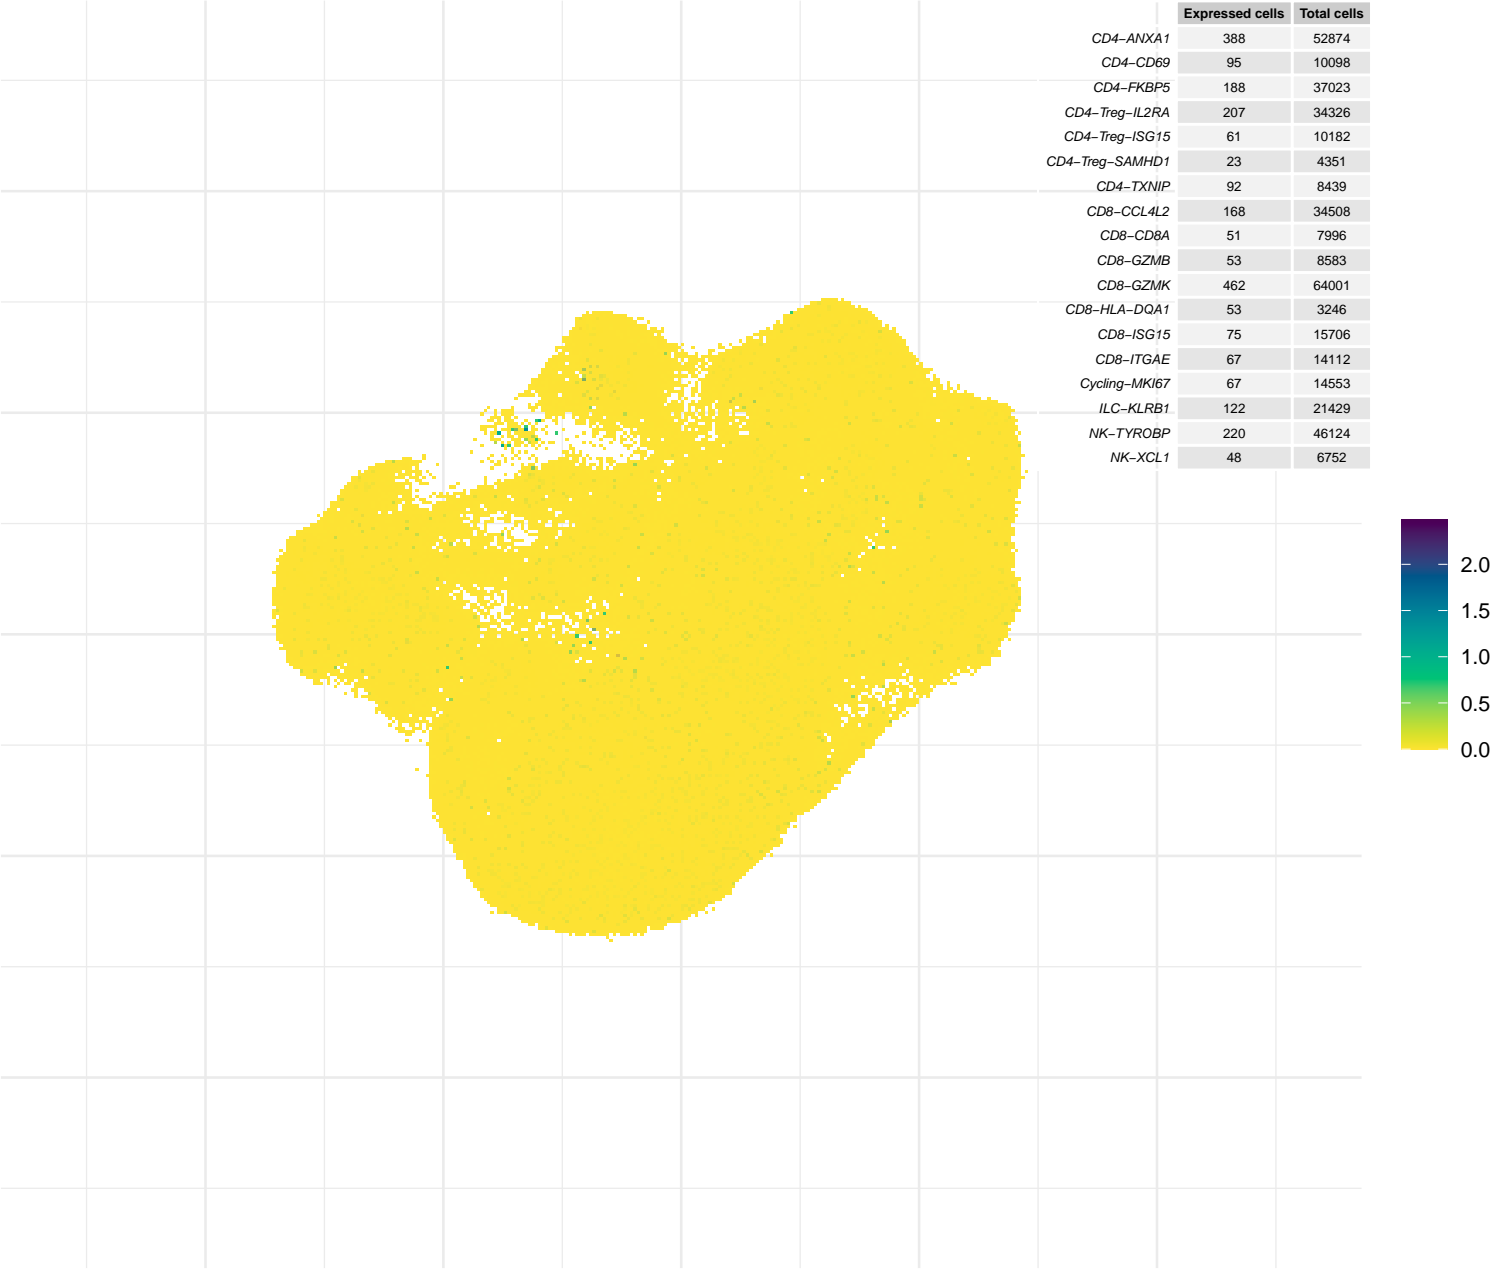 Expressed cells Total cells
CD4−ANXA1 388 52874
CD4−CD69 95 10098
CD4−FKBP5 188 37023
CD4−Treg−IL2RA 207 34326
CD4−Treg−ISG15 61 10182
CD4−Treg−SAMHD1 23 4351
CD4−TXNIP 92 8439
CD8−CCL4L2 168 34508
CD8−CD8A 51 7996
CD8−GZMB 53 8583
CD8−GZMK 462 64001
CD8−HLA−DQA1 53 3246
CD8−ISG15 75 15706
CD8−ITGAE 67 14112
Cycling−MKI67 67 14553
ILC−KLRB1 122 21429
NK−TYROBP 220 46124
NK−XCL1 48 6752
2.0
1.5
1.0
0.5
0.0